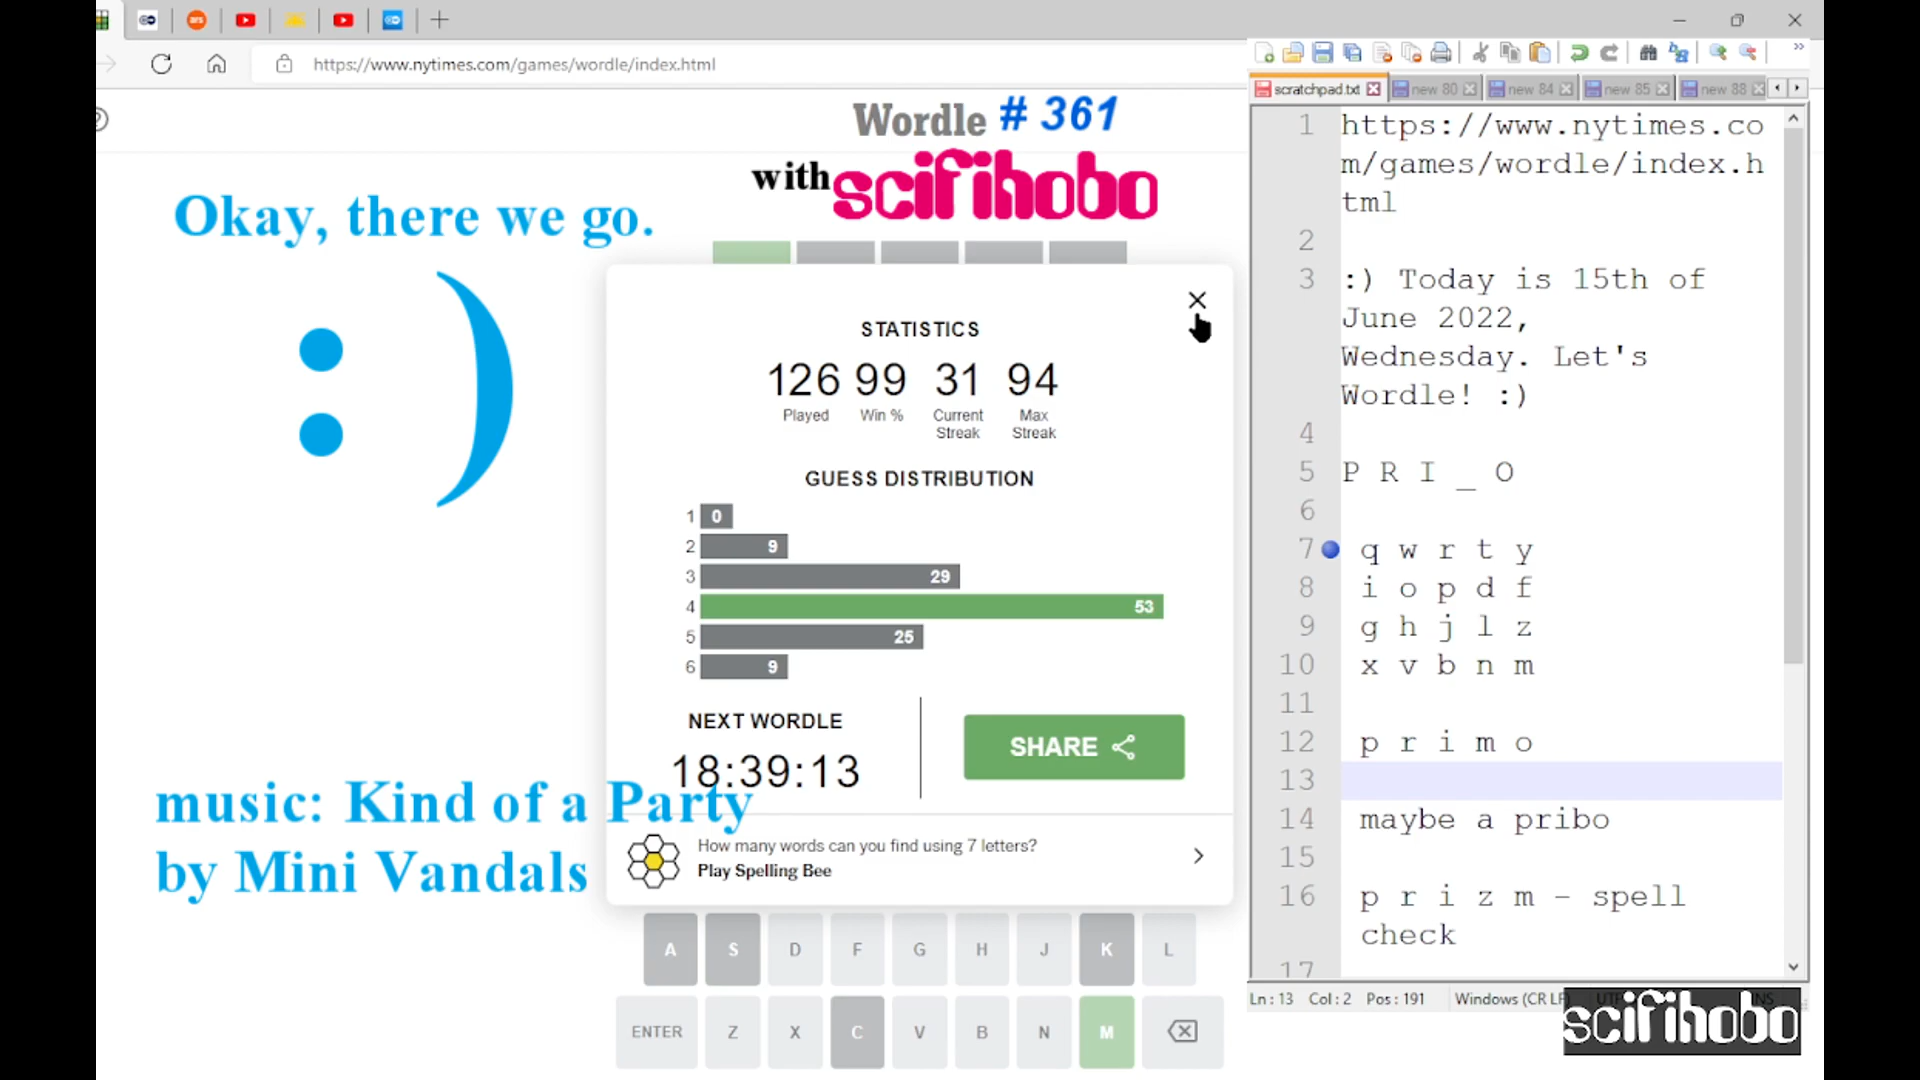 https://www.nytimes.com/games/wordle/index.html
Wordle # 361
with scifihobo
Okay, there we go.
:)
STATISTICS
126 99 31 94
Played Win % Current Streak Max Streak
GUESS DISTRIBUTION
1 0
2 9
3 29
4 53
5 25
6 9
NEXT WORDLE
18:39:13
SHARE
music: Kind of a Party
by Mini Vandals
How many words can you find using 7 letters?
Play Spelling Bee
A S D F G H J K L
ENTER Z X C V B N M
scratchpad.txt new 80 new 84 new 85 new 88
1 https://www.nytimes.co
m/games/wordle/index.h
tml
2
3 :) Today is 15th of
June 2022,
Wednesday. Let's
Wordle! :)
4
5 P R I _ O
6
7 q w r t y
8 i o p d f
9 g h j l z
10 x v b n m
11
12 p r i m o
13
14 maybe a pribo
15
16 p r i z m - spell
check
17
Ln : 13 Col : 2 Pos : 191 Windows (CR LF)
scifihobo